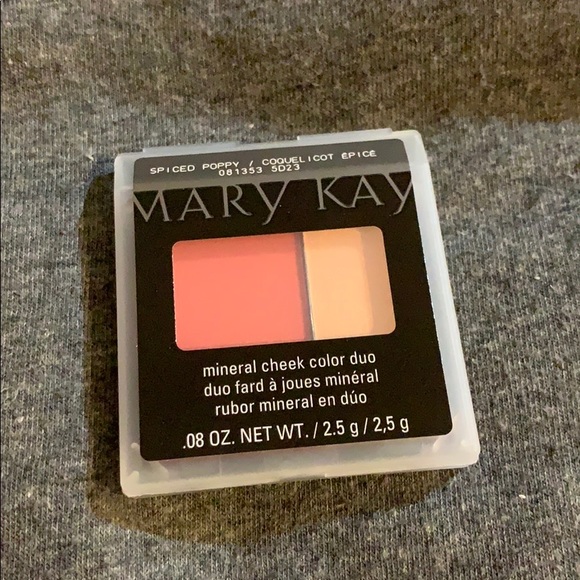 SPICED POPPY / COQUELICOT ÉPICÉ
081353 5D23
MARY KAY
mineral cheek color duo
duo fard à joues minéral
rubor mineral en dúo
.08 OZ. NET WT. / 2.5 g / 2,5 g